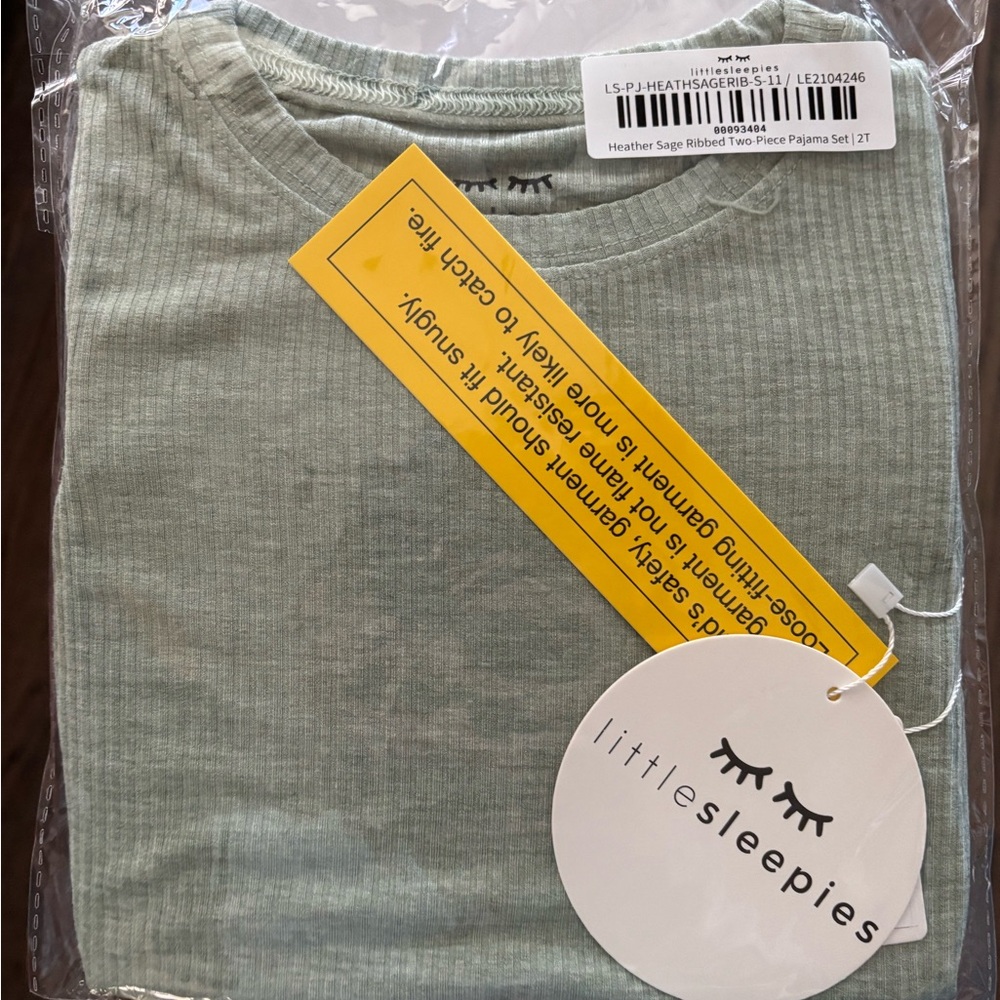 littlesleepies
LS-PJ-HEATHSAGERIB-S-11 / LE2104246
00093404
Heather Sage Ribbed Two-Piece Pajama Set | 2T
safety, garment should fit snugly.
garment is not flame resistant.
Loose-fitting garment is more likely to catch fire.
littlesleepies